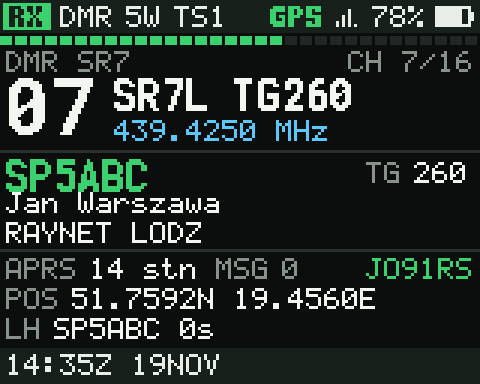 RX DMR 5W TS1 GPS 78%
DMR SR7 CH 7/16
07 SR7L TG260
439.4250 MHz
SP5ABC TG 260
Jan Warszawa
RAYNET LODZ
APRS 14 stn MSG 0 JO91RS
POS 51.7592N 19.4560E
LH SP5ABC 0s
14:35Z 19NOV